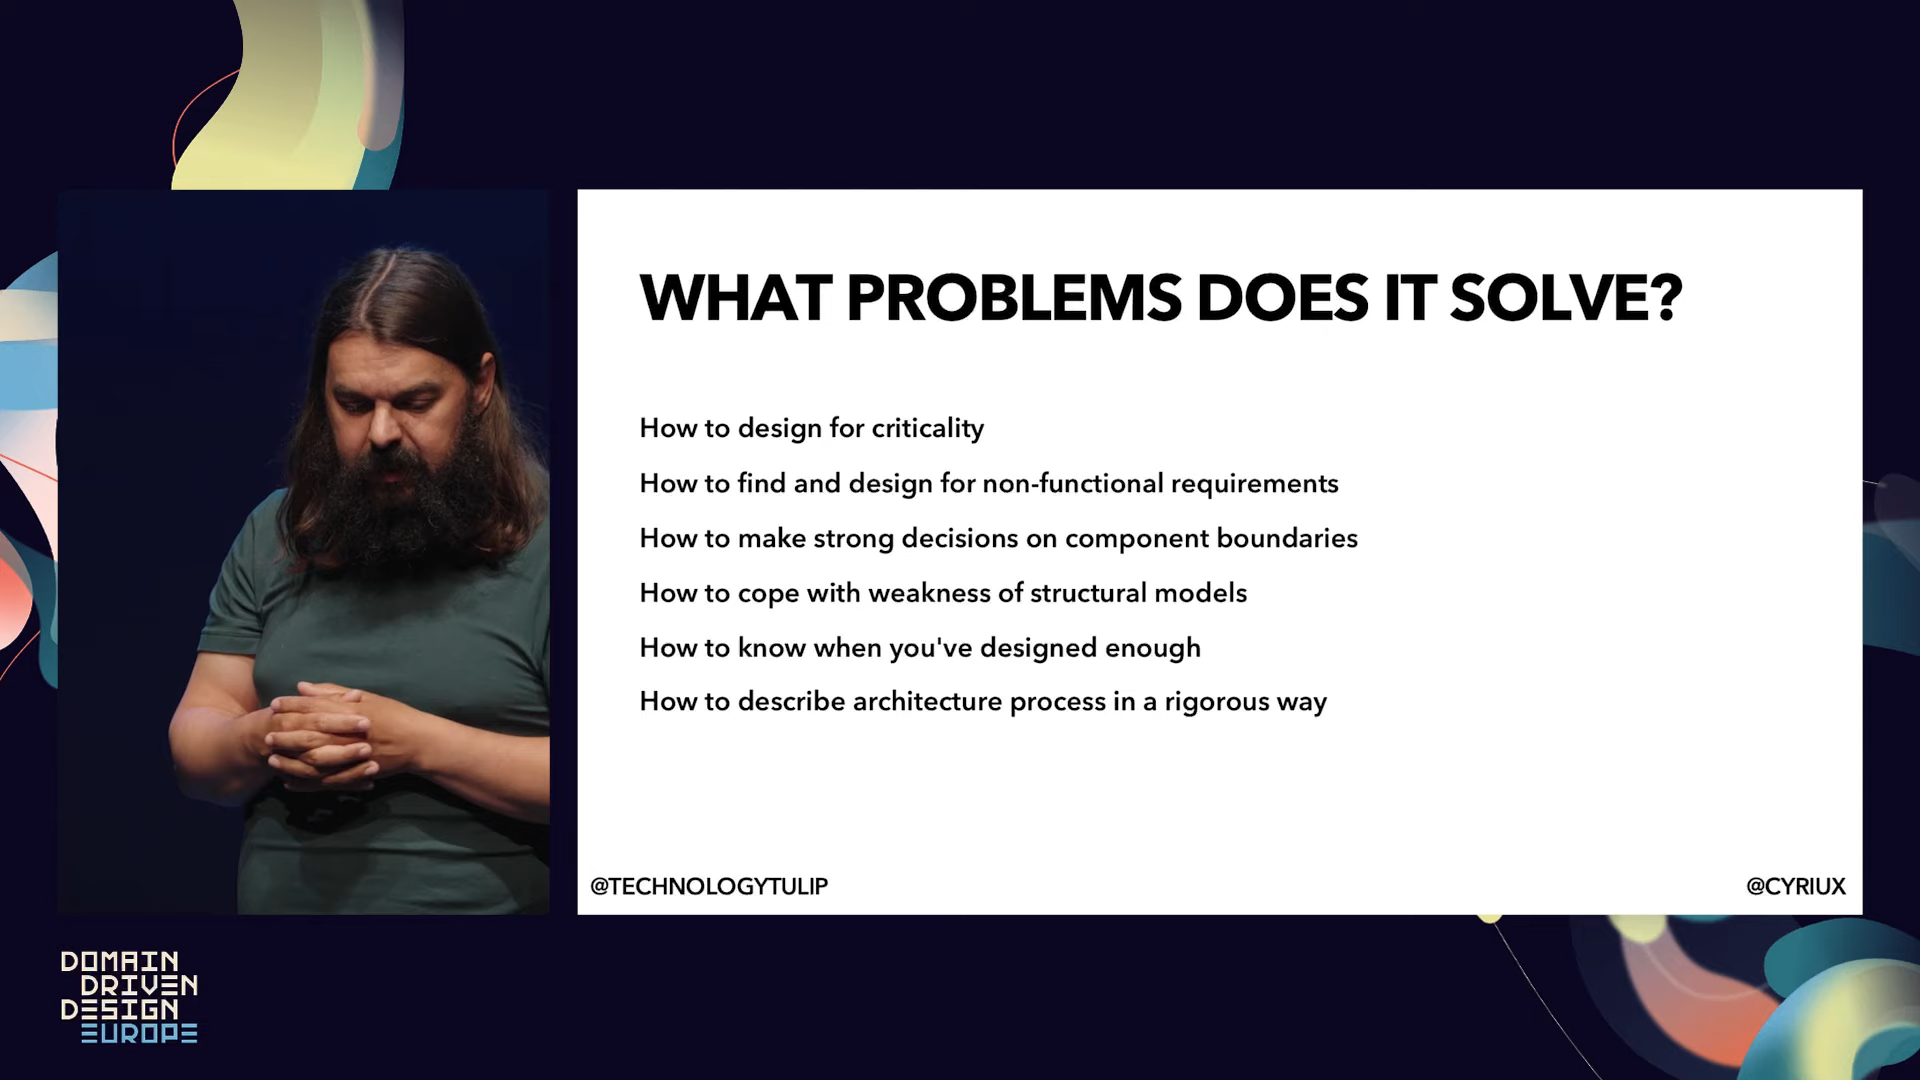 WHAT PROBLEMS DOES IT SOLVE?
How to design for criticality
How to find and design for non-functional requirements
How to make strong decisions on component boundaries
How to cope with weakness of structural models
How to know when you've designed enough
How to describe architecture process in a rigorous way
@TECHNOLOGYTULIP
@CYRIUX
DOMAIN
DRIVEN
DESIGN
EUROPE